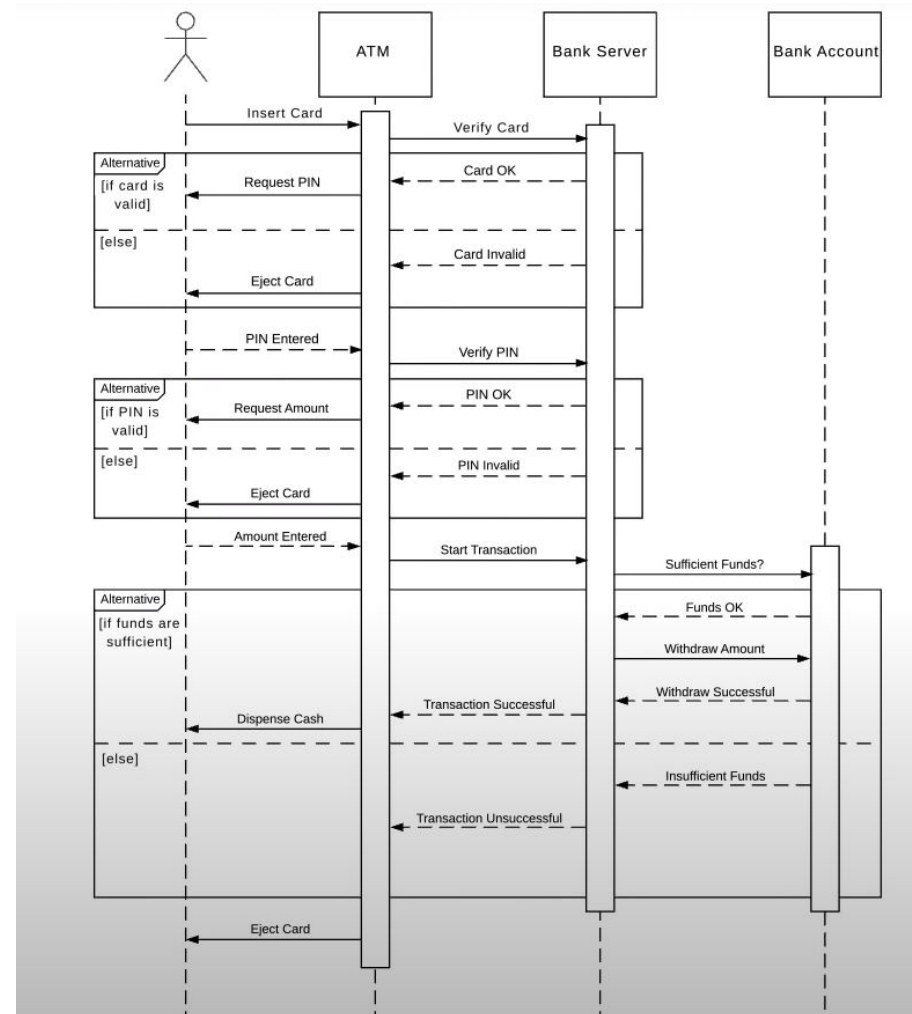 ATM
Bank Server
Bank Account
Insert Card
Verify Card
Alternative
[if card is
valid]
Card OK
Request PIN
[else]
Card Invalid
Eject Card
PIN Entered
Verify PIN
Alternative
[if PIN is
valid]
PIN OK
Request Amount
[else]
PIN Invalid
Eject Card
Amount Entered
Start Transaction
Sufficient Funds?
Alternative
[if funds are
sufficient]
Funds OK
Withdraw Amount
Withdraw Successful
Transaction Successful
Dispense Cash
[else]
Insufficient Funds
Transaction Unsuccessful
Eject Card